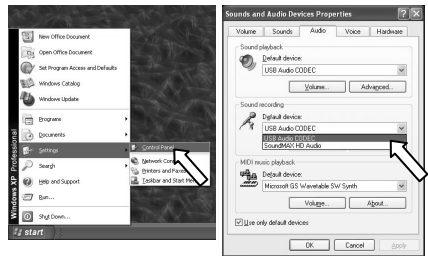 New Office Document
Open Office Document
Set Program Access and Defaults
Windows Catalog
Windows Update
Programs
Documents
Settings
Search
Help and Support
Run...
Shut Down...
Windows XP Professional
start
Control Panel
Network Con
Printers and Faxes
Taskbar and Start Menu
Sounds and Audio Devices Properties
Volume Sounds Audio Voice Hardware
Sound playback
Default device:
USB Audio CODEC
Volume... Advanced...
Sound recording
Default device:
USB Audio CODEC
USB Audio CODEC
SoundMAX HD Audio
MIDI music playback
Default device:
Microsoft GS Wavetable SW Synth
Volume... About...
Use only default devices
OK Cancel Apply